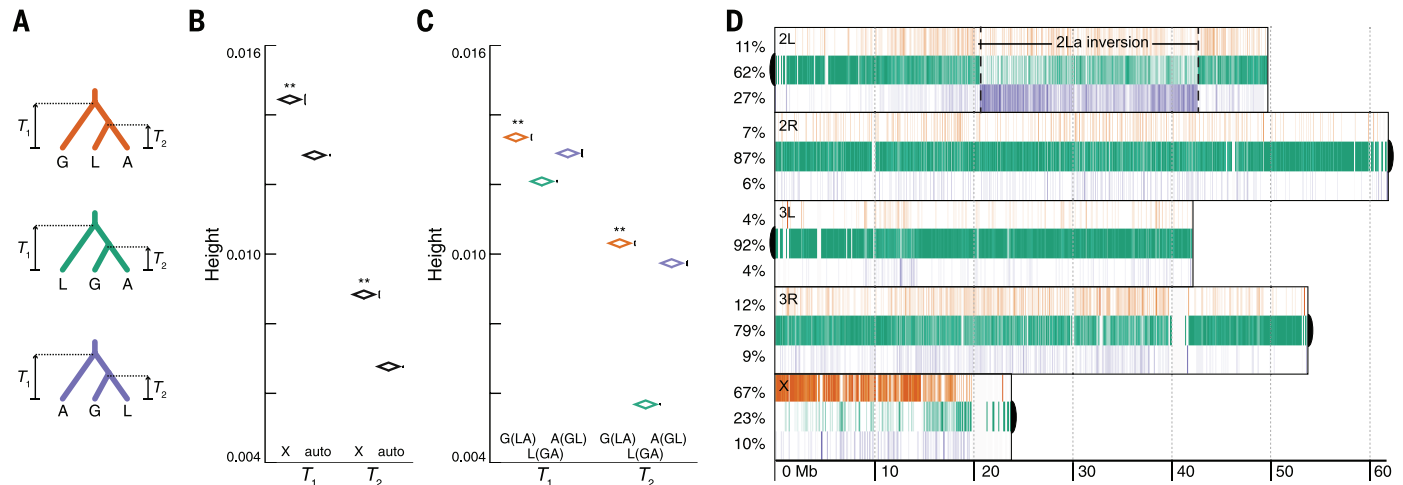 A
T1
T2
G L A
T1
T2
L G A
T1
T2
A G L
B
0.016
**
**
0.010
Height
0.004
X auto X auto
T1 T2
C
0.016
**
**
0.010
Height
0.004
G(LA) A(GL) G(LA) A(GL)
L(GA) L(GA)
T1 T2
D
2L
2La inversion
11%
62%
27%
2R
7%
87%
6%
3L
4%
92%
4%
3R
12%
79%
9%
X
67%
23%
10%
0 Mb 10 20 30 40 50 60